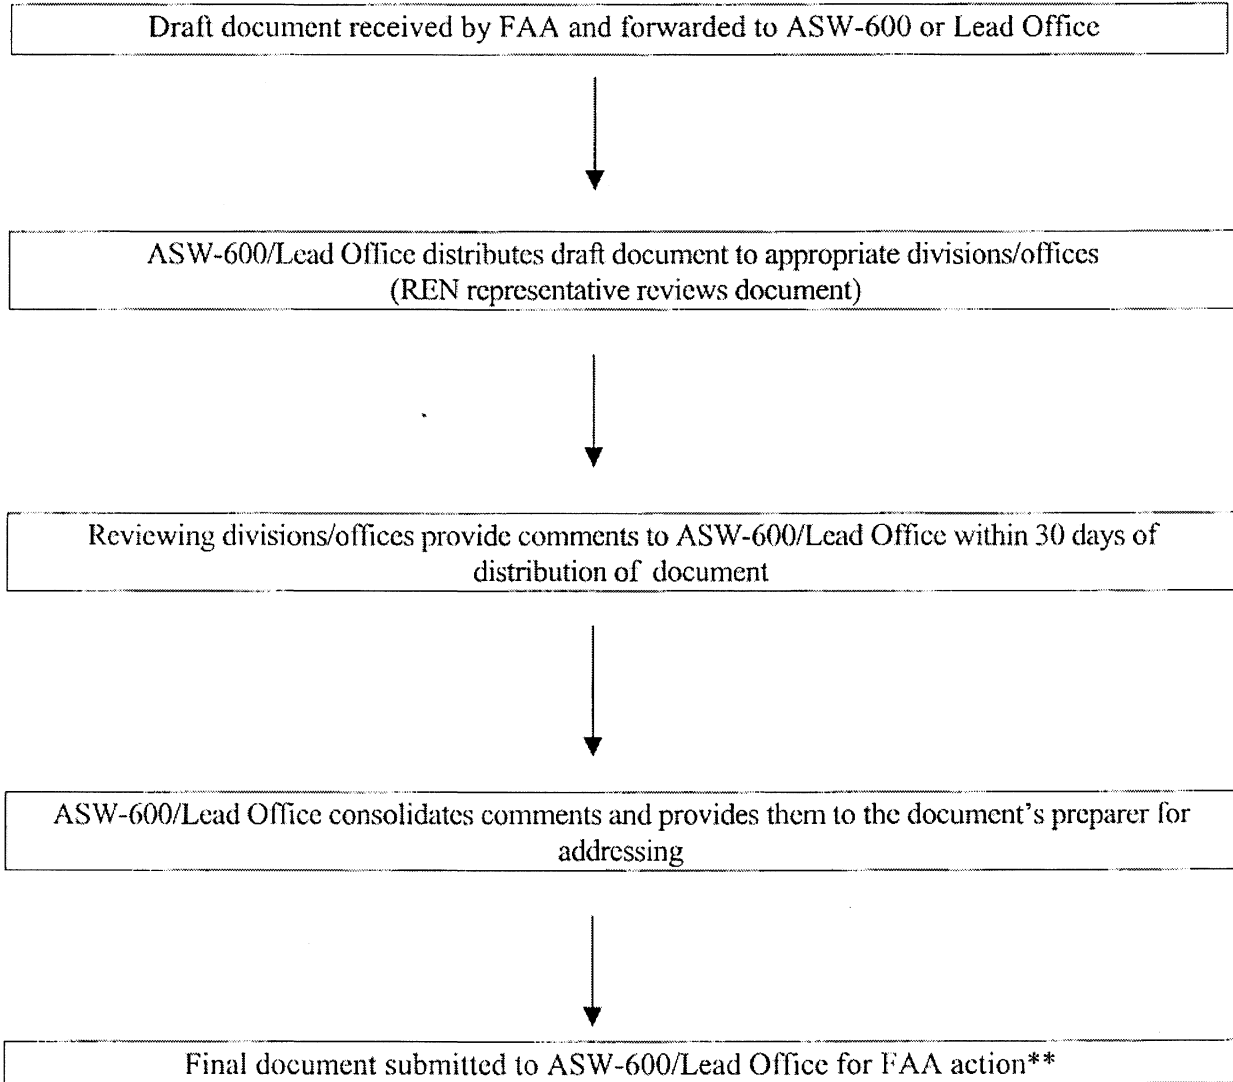 Draft document received by FAA and forwarded to ASW-600 or Lead Office
ASW-600/Lead Office distributes draft document to appropriate divisions/offices
(REN representative reviews document)
Reviewing divisions/offices provide comments to ASW-600/Lead Office within 30 days of
distribution of document
ASW-600/Lead Office consolidates comments and provides them to the document's preparer for
addressing
Final document submitted to ASW-600/Lead Office for FAA action**